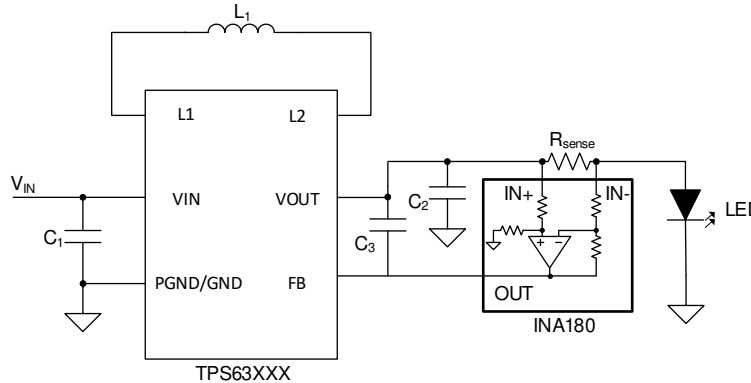 L1
L1
L2
Rsense
VIN
VIN
VOUT
C2
IN+
IN-
LED
C1
C3
+ -
PGND/GND
FB
OUT
INA180
TPS63XXX